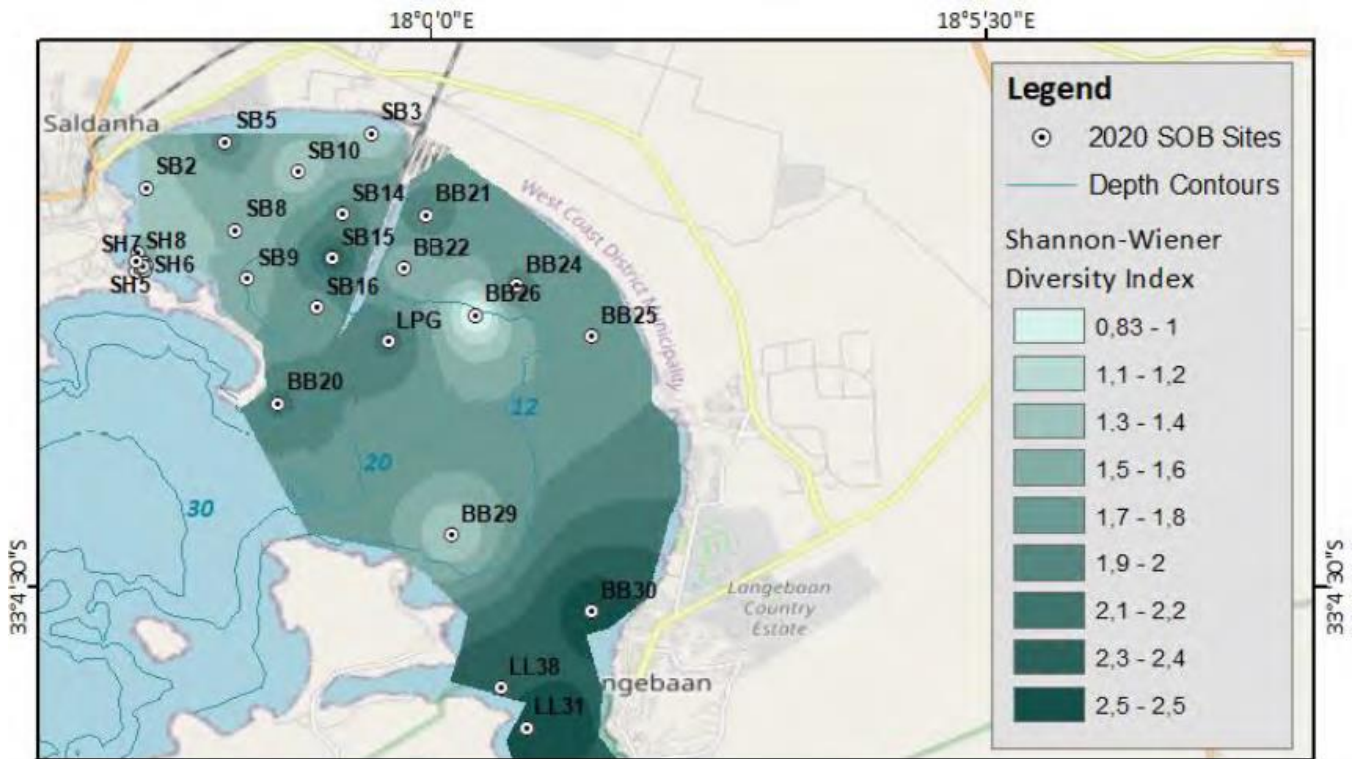 18°0'0"E
18°5'30"E
Saldanha
SB5
SB3
SB10
SB2
SB14
BB21
SB8
SB15
BB22
SH7
SH8
SH6
SH5
SB9
SB16
BB24
BB26
LPG
BB25
BB20
12
20
30
BB29
BB30
LL38
LL31
West Coast District Municipality
Langebaan
Country
Estate
ngebaan
33°4'30"S
33°4'30"S
Legend
2020 SOB Sites
Depth Contours
Shannon-Wiener
Diversity Index
0,83 - 1
1,1 - 1,2
1,3 - 1,4
1,5 - 1,6
1,7 - 1,8
1,9 - 2
2,1 - 2,2
2,3 - 2,4
2,5 - 2,5